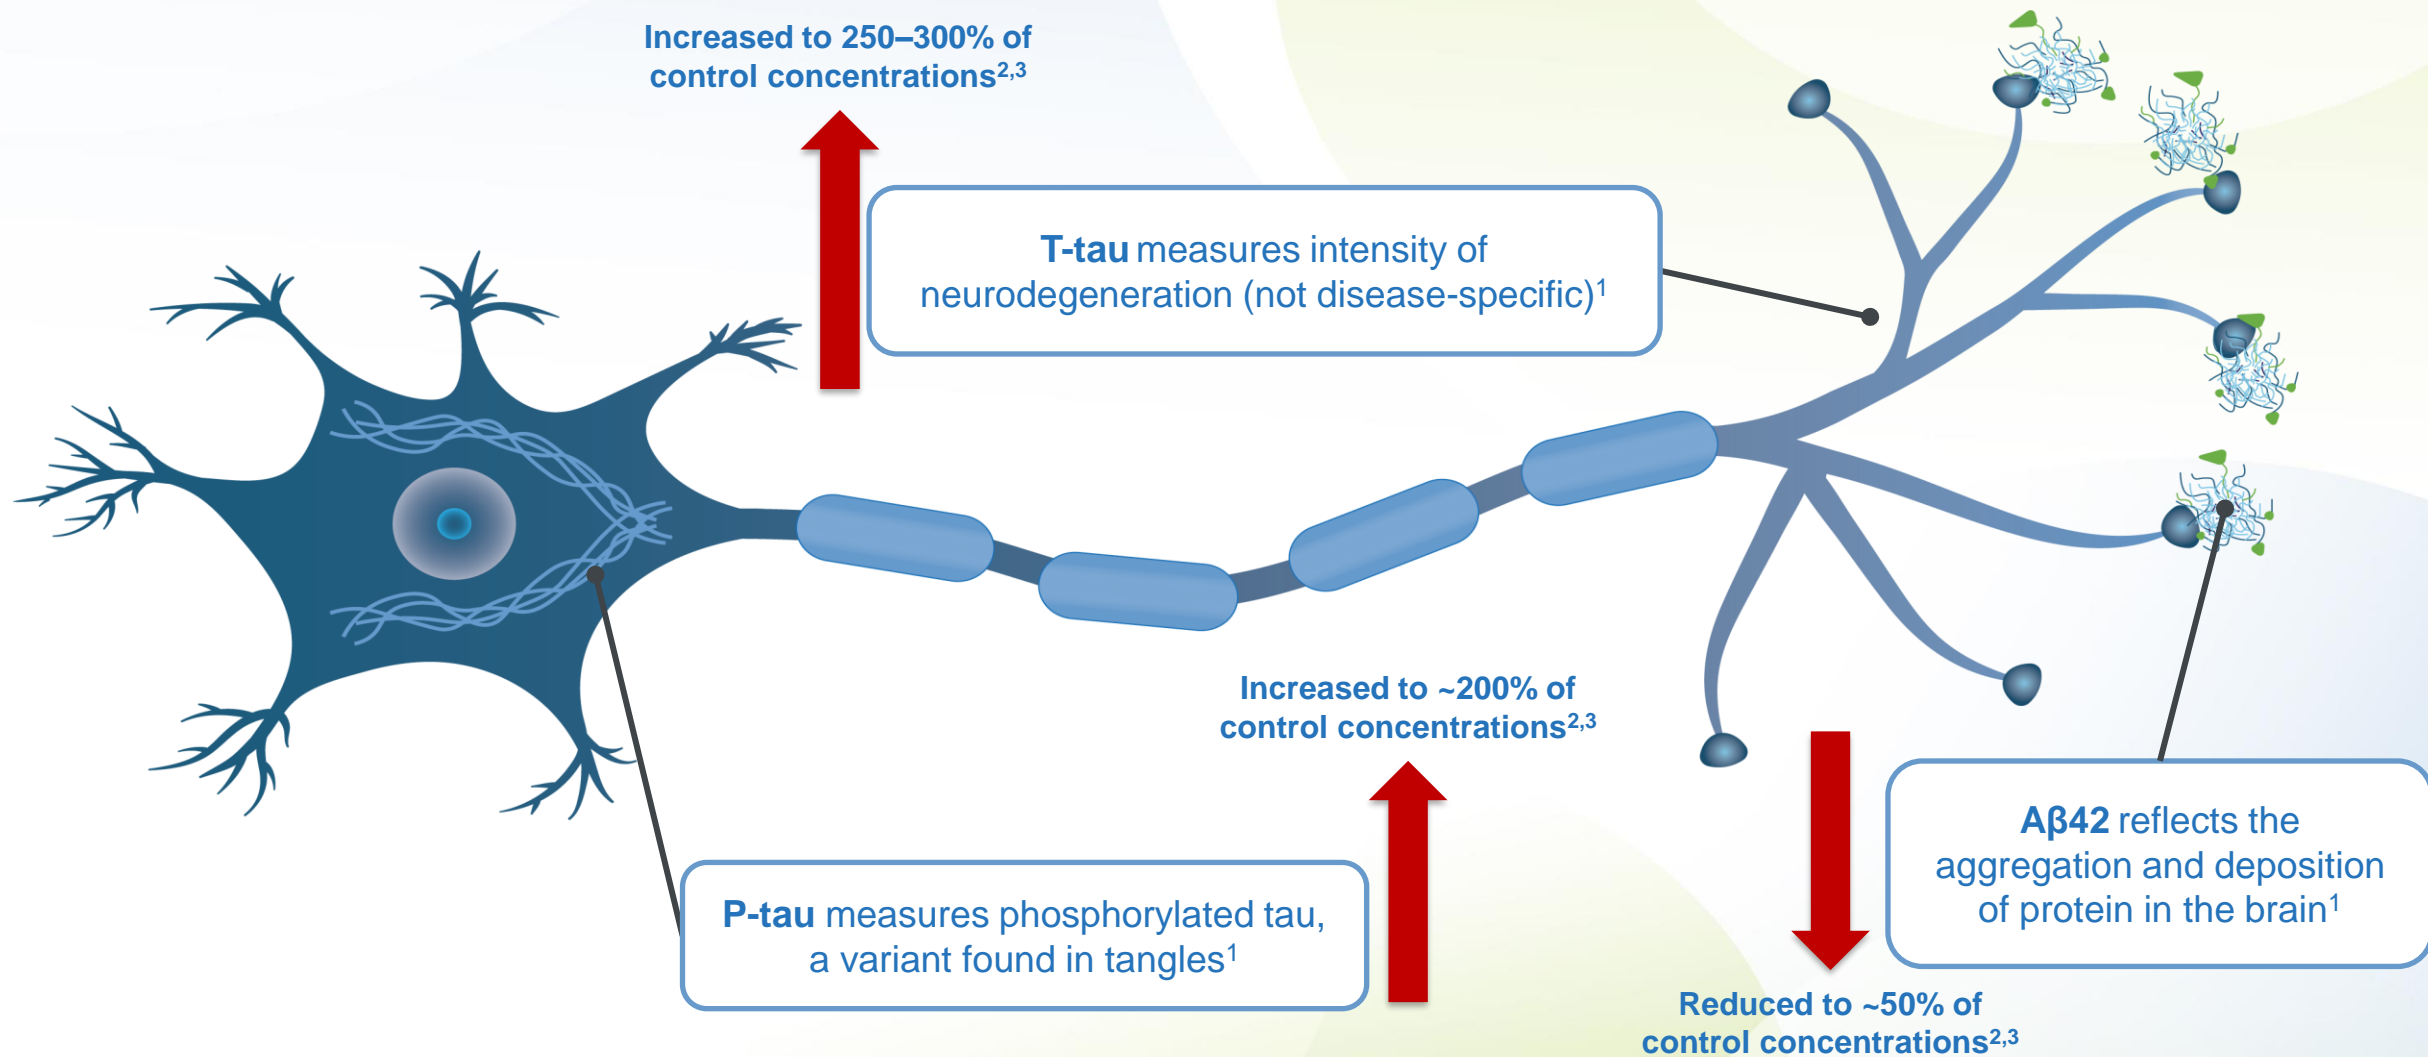 Increased to 250–300% of
control concentrations2,3
T-tau measures intensity of
neurodegeneration (not disease-specific)1
Increased to ~200% of
control concentrations2,3
P-tau measures phosphorylated tau,
a variant found in tangles1
Aβ42 reflects the
aggregation and deposition
of protein in the brain1
Reduced to ~50% of
control concentrations2,3